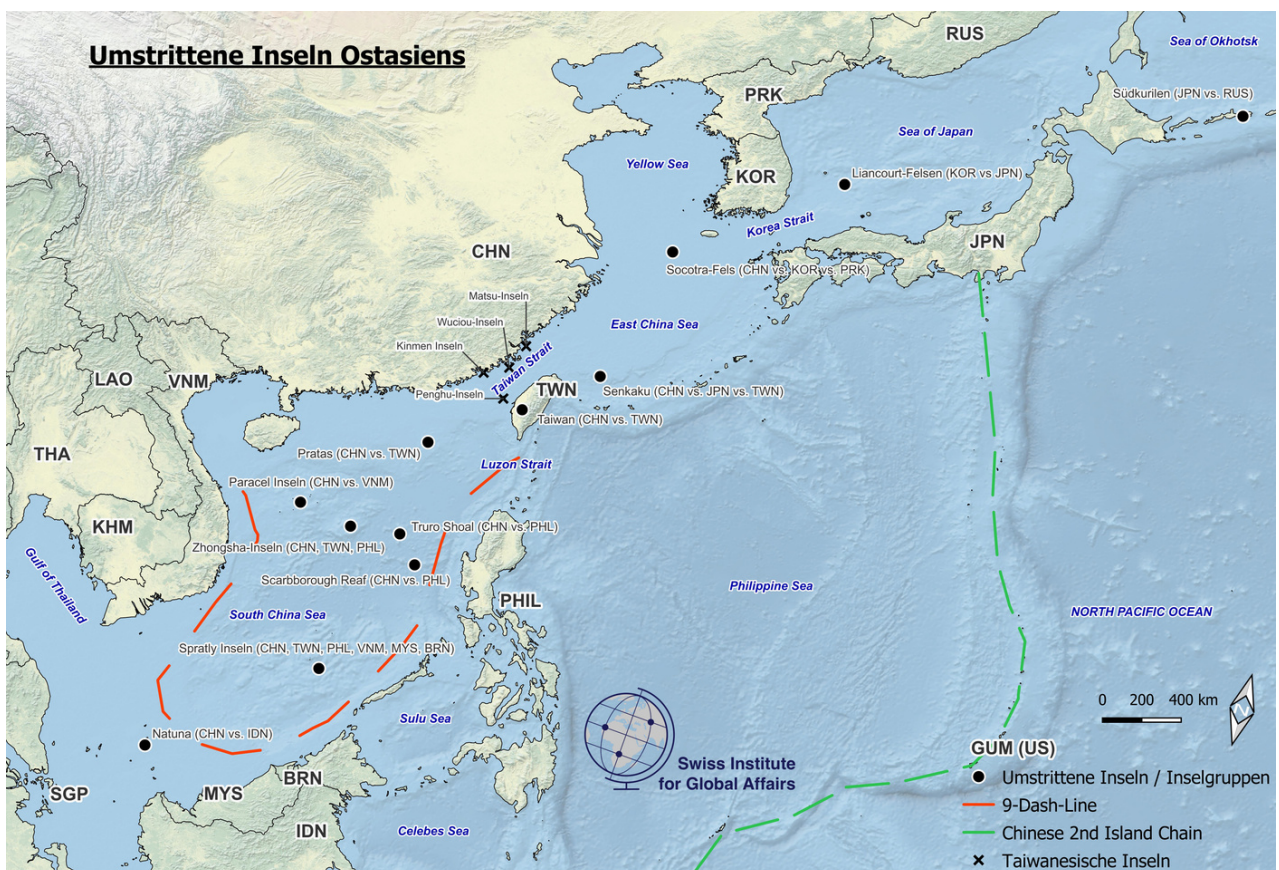 Umstrittene Inseln Ostasiens
RUS
Sea of Okhotsk
PRK
Südkurilen (JPN vs. RUS)
Sea of Japan
Yellow Sea
KOR
Liancourt-Felsen (KOR vs JPN)
Korea Strait
JPN
CHN
Socotra-Fels (CHN vs. KOR vs. PRK)
Matsu-Inseln
Wuciou-Inseln
East China Sea
Kinmen Inseln
Taiwan Strait
LAO
VNM
Penghu-Inseln
TWN
Senkaku (CHN vs. JPN vs. TWN)
Taiwan (CHN vs. TWN)
THA
Pratas (CHN vs. TWN)
Luzon Strait
Paracel Inseln (CHN vs. VNM)
KHM
Truro Shoal (CHN vs. PHL)
Zhongsha-Inseln (CHN, TWN, PHL)
Scarbborough Reaf (CHN vs. PHL)
Gulf of Thailand
Philippine Sea
PHIL
South China Sea
NORTH PACIFIC OCEAN
Spratly Inseln (CHN, TWN, PHL, VNM, MYS, BRN)
0 200 400 km
N
Sulu Sea
Natuna (CHN vs. IDN)
GUM (US)
Swiss Institute
for Global Affairs
BRN
SGP
MYS
IDN
Celebes Sea
Umstrittene Inseln / Inselgruppen
9-Dash-Line
Chinese 2nd Island Chain
Taiwanesische Inseln